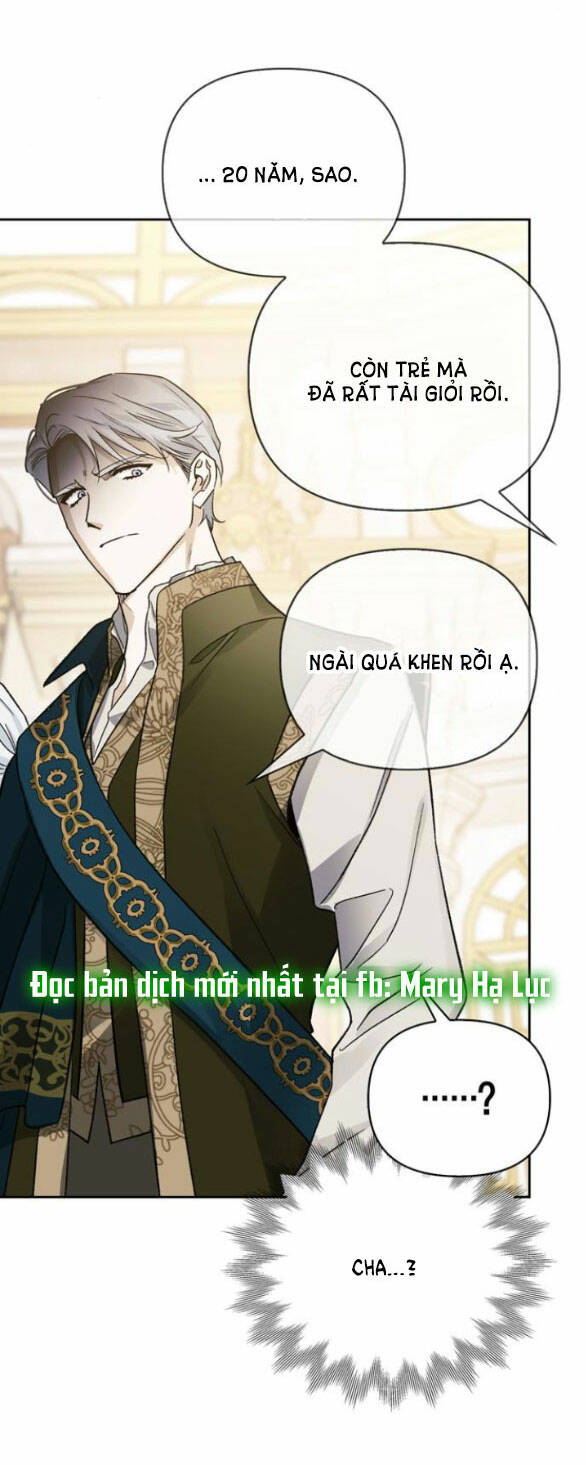 ... 20 NĂM, SAO.
CÒN TRẺ MÀ
ĐÃ RẤT TÀI GIỎI RỒI.
NGÀI QUÁ KHEN RỒI Ạ.
Đọc bản dịch mới nhất tại fb: Mary Hạ Lục
......?
CHA...?